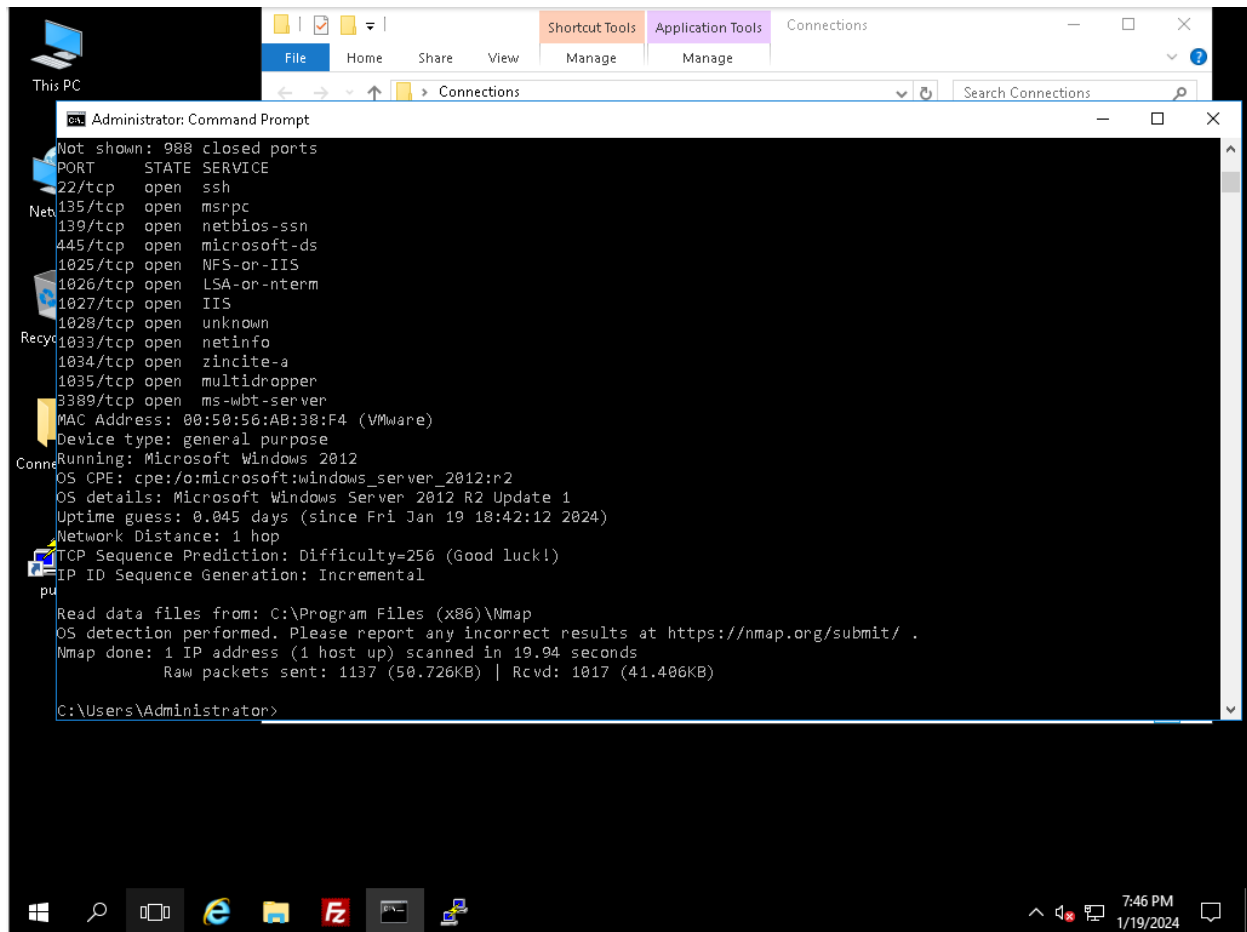 Shortcut Tools Application Tools Connections
File Home Share View Manage Manage
This PC
Connections Search Connections
Administrator: Command Prompt
Not shown: 988 closed ports
PORT     STATE SERVICE
22/tcp   open  ssh
135/tcp  open  msrpc
139/tcp  open  netbios-ssn
445/tcp  open  microsoft-ds
1025/tcp open  NFS-or-IIS
1026/tcp open  LSA-or-nterm
1027/tcp open  IIS
1028/tcp open  unknown
1033/tcp open  netinfo
1034/tcp open  zincite-a
1035/tcp open  multidropper
3389/tcp open  ms-wbt-server
MAC Address: 00:50:56:AB:38:F4 (VMware)
Device type: general purpose
Running: Microsoft Windows 2012
OS CPE: cpe:/o:microsoft:windows_server_2012:r2
OS details: Microsoft Windows Server 2012 R2 Update 1
Uptime guess: 0.045 days (since Fri Jan 19 18:42:12 2024)
Network Distance: 1 hop
TCP Sequence Prediction: Difficulty=256 (Good luck!)
IP ID Sequence Generation: Incremental
Read data files from: C:\Program Files (x86)\Nmap
OS detection performed. Please report any incorrect results at https://nmap.org/submit/ .
Nmap done: 1 IP address (1 host up) scanned in 19.94 seconds
Raw packets sent: 1137 (50.726KB) | Rcvd: 1017 (41.406KB)
C:\Users\Administrator>
Net
Recyc
Conne
pu
7:46 PM
1/19/2024